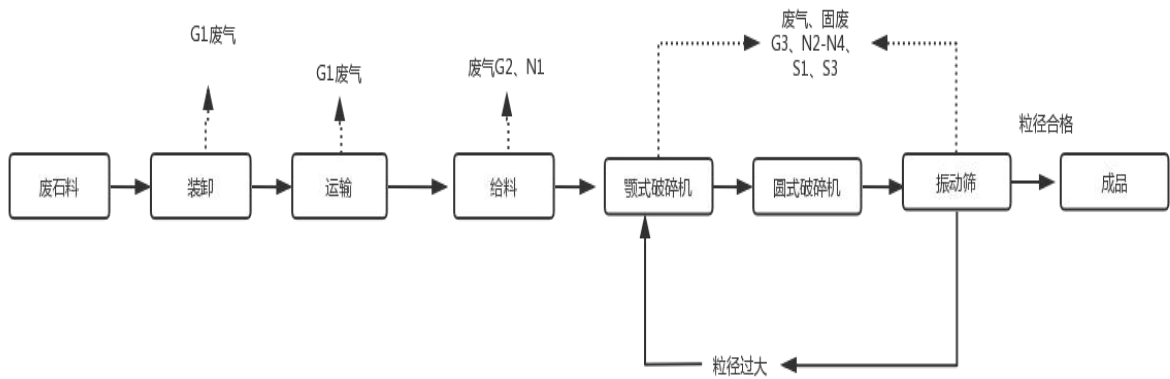 G1废气
G1废气
废气G2、N1
废气、固废
G3、N2-N4、
S1、S3
粒径合格
废石料
装卸
运输
给料
颚式破碎机
圆式破碎机
振动筛
成品
粒径过大